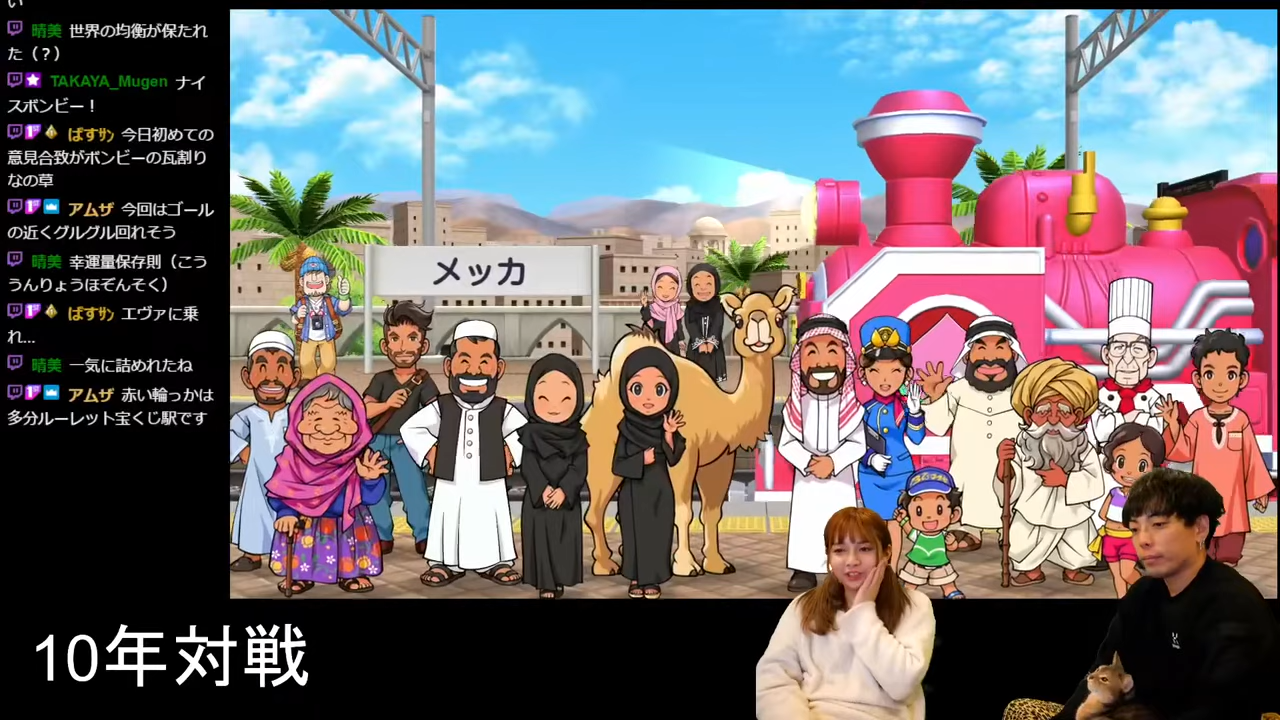 い
晴美 世界の均衡が保たれ
た（？）
TAKAYA_Mugen ナイ
スボンビー！
ばすｻﾝ 今日初めての
意見合致がボンビーの瓦割り
なの草
アムザ 今回はゴール
の近くグルグル回れそう
晴美 幸運量保存則（こう
うんりょうほぞんそく）
ばすｻﾝ エヴァに乗
れ...
晴美 一気に詰めれたね
アムザ 赤い輪っかは
多分ルーレット宝くじ駅です
メッカ
10年対戦